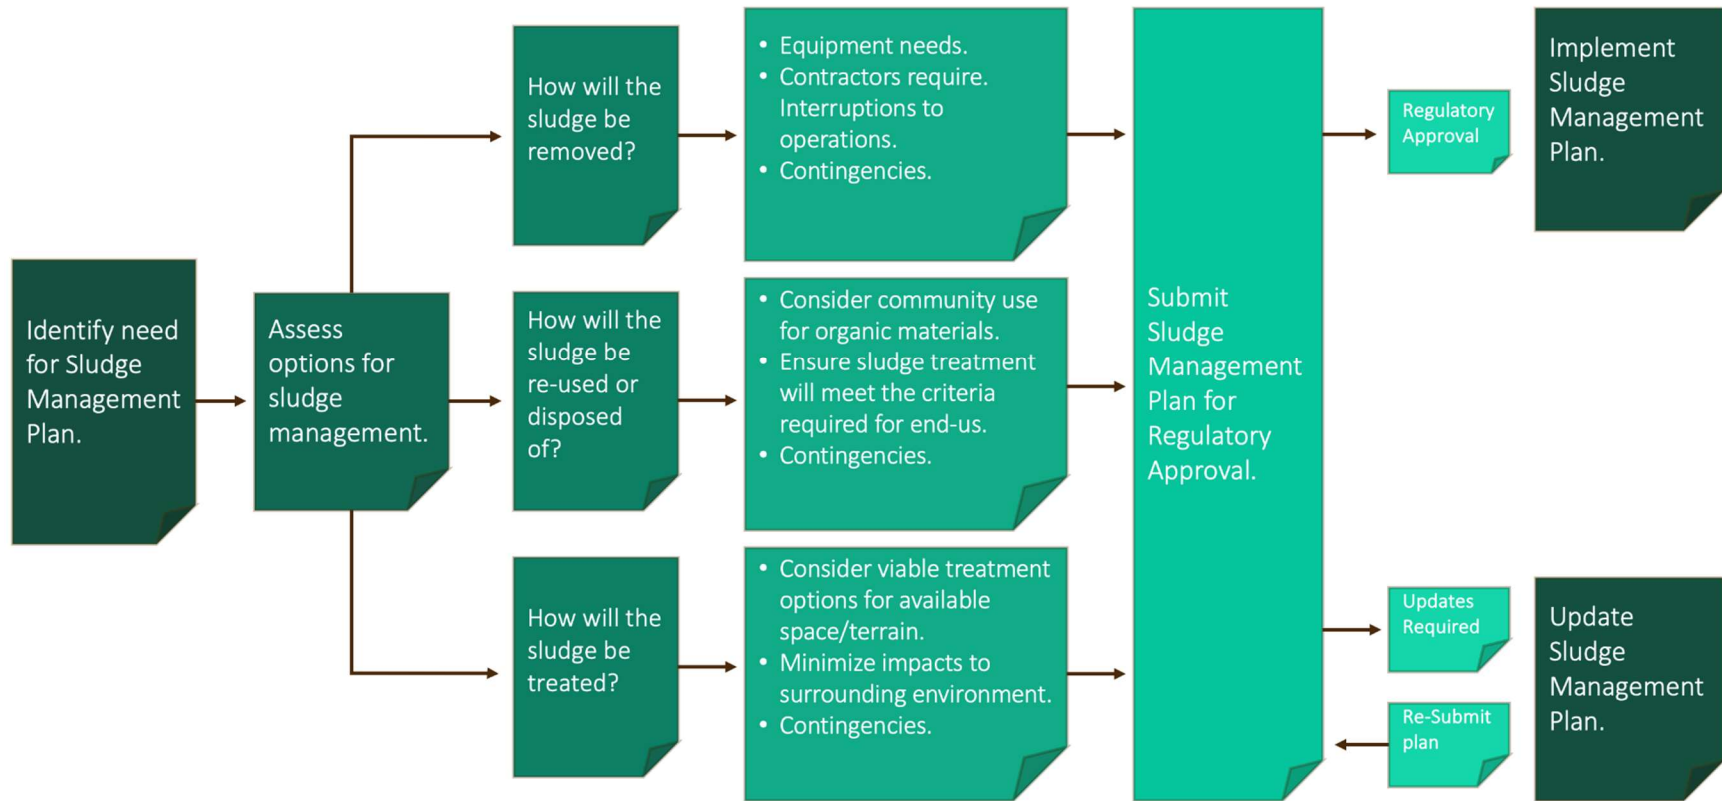 Identify need
for Sludge
Management
Plan.
Assess
options for
sludge
management.
How will the
sludge be
removed?
• Equipment needs.
• Contractors require.
Interruptions to
operations.
• Contingencies.
How will the
sludge be
re-used or
disposed
of?
• Consider community use
for organic materials.
• Ensure sludge treatment
will meet the criteria
required for end-us.
• Contingencies.
How will the
sludge be
treated?
• Consider viable treatment
options for available
space/terrain.
• Minimize impacts to
surrounding environment.
• Contingencies.
Submit
Sludge
Management
Plan for
Regulatory
Approval.
Regulatory
Approval
Implement
Sludge
Management
Plan.
Updates
Required
Re-Submit
plan
Update
Sludge
Management
Plan.